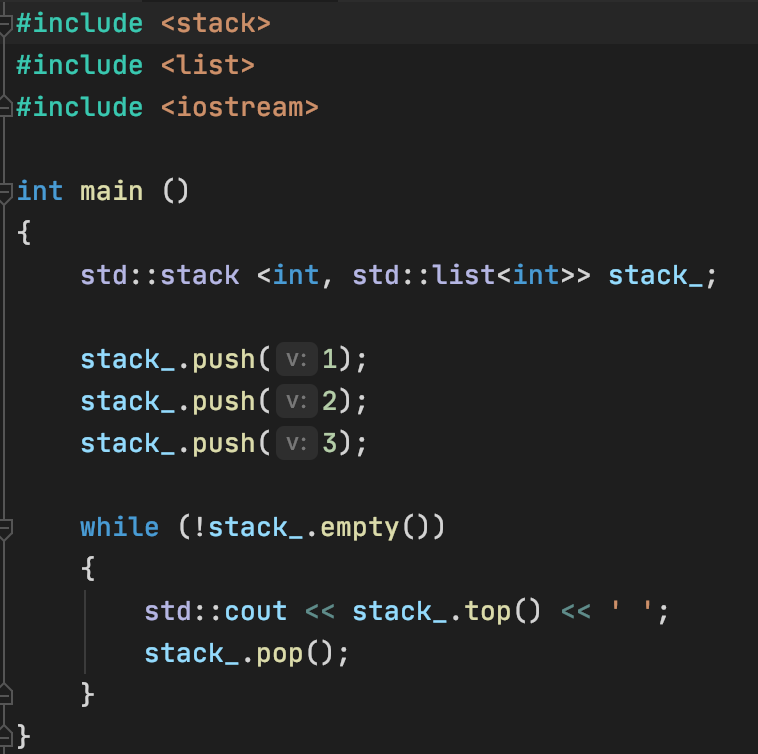 #include <stack>
#include <list>
#include <iostream>
int main ()
{
std::stack <int, std::list<int>> stack_;
stack_.push( v: 1);
stack_.push( v: 2);
stack_.push( v: 3);
while (!stack_.empty())
{
std::cout << stack_.top() << ' ';
stack_.pop();
}
}